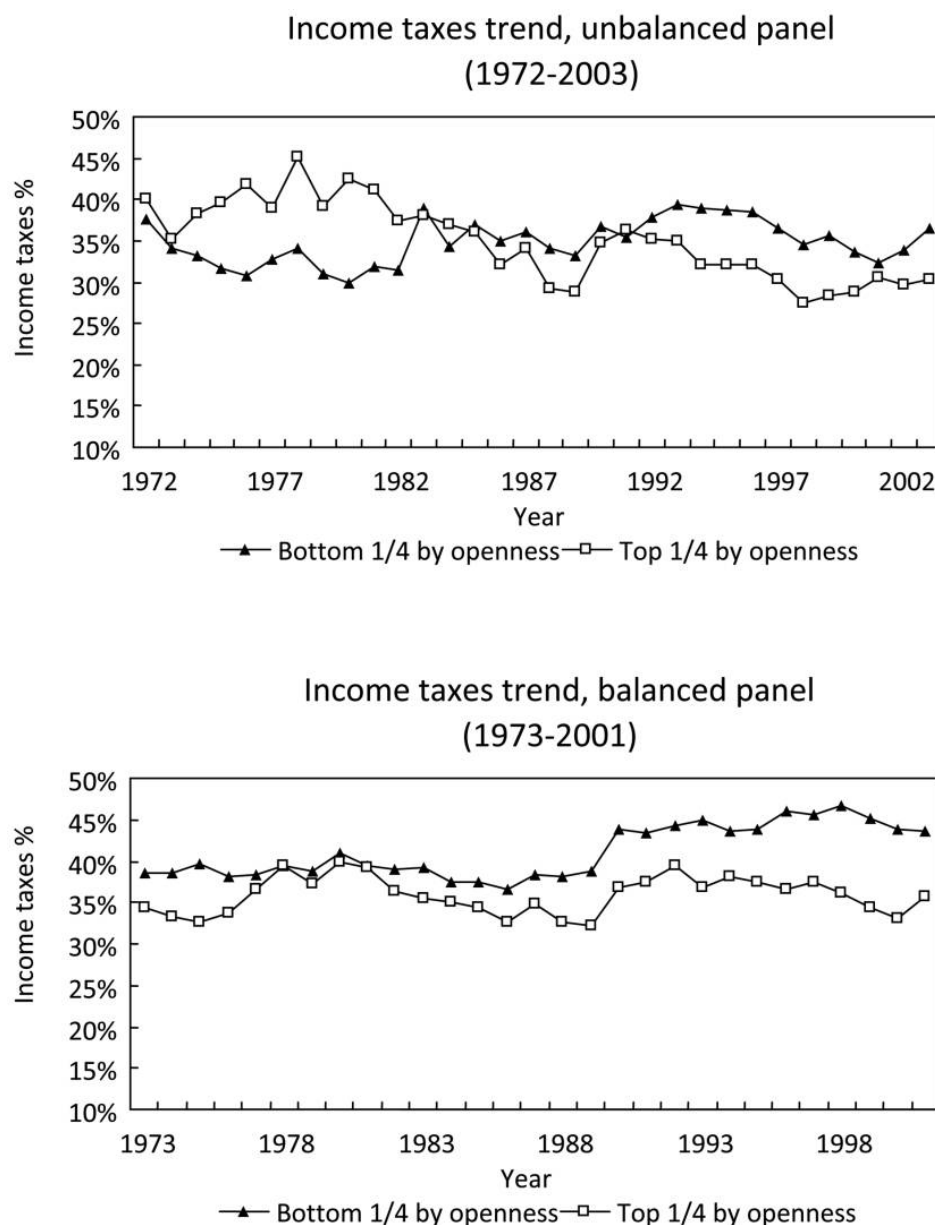 Income taxes trend, unbalanced panel
(1972-2003)
50%
45%
40%
35%
30%
25%
20%
15%
10%
Income taxes %
1972 1977 1982 1987 1992 1997 2002
Year
Bottom 1/4 by openness Top 1/4 by openness
Income taxes trend, balanced panel
(1973-2001)
50%
45%
40%
35%
30%
25%
20%
15%
10%
Income taxes %
1973 1978 1983 1988 1993 1998
Year
Bottom 1/4 by openness Top 1/4 by openness